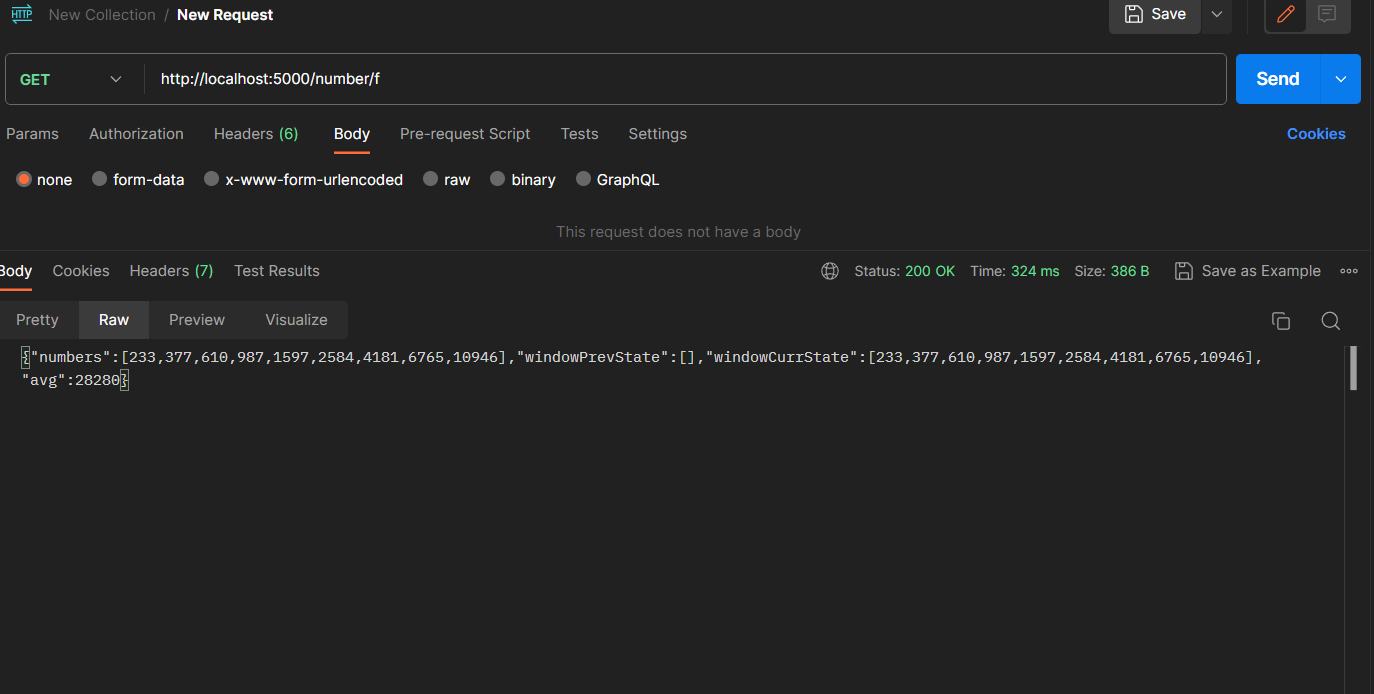 HTTP New Collection / New Request Save
GET http://localhost:5000/number/f Send
Params Authorization Headers (6) Body Pre-request Script Tests Settings Cookies
none form-data x-www-form-urlencoded raw binary GraphQL
This request does not have a body
Body Cookies Headers (7) Test Results Status: 200 OK Time: 324 ms Size: 386 B Save as Example
Pretty Raw Preview Visualize
{"numbers":[233,377,610,987,1597,2584,4181,6765,10946],"windowPrevState":[],"windowCurrState":[233,377,610,987,1597,2584,4181,6765,10946],
"avg":28280}